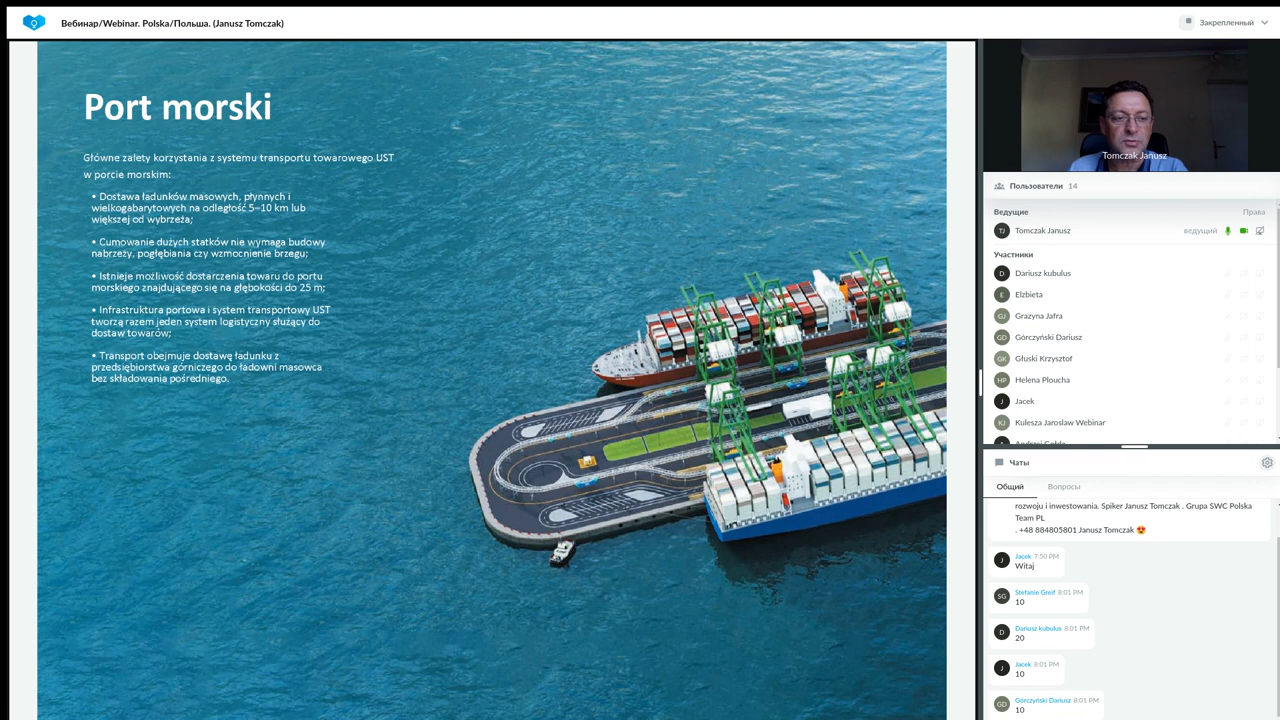 Вебинар/Webinar. Polska/Польша. (Janusz Tomczak)
Закрепленный
Port morski
Główne zalety korzystania z systemu transportu towarowego UST
w porcie morskim:
• Dostawa ładunków masowych, płynnych i
wielkogabarytowych na odległość 5–10 km lub
większej od wybrzeża;
• Cumowanie dużych statków nie wymaga budowy
nabrzeży, pogłębiania czy wzmocnienie brzegu;
• Istnieje możliwość dostarczenia towaru do portu
morskiego znajdującego się na głębokości do 25 m;
• Infrastruktura portowa i system transportowy UST
tworzą razem jeden system logistyczny służący do
dostaw towarów;
• Transport obejmuje dostawę ładunku z
przedsiębiorstwa górniczego do ładowni masowca
bez składowania pośredniego.
Tomczak Janusz
Пользователи 14
Ведущие Права
TJ Tomczak Janusz ведущий
Участники
D Dariusz kubulus
E Elzbieta
GJ Grazyna Jafra
GD Górczyński Dariusz
GK Głuski Krzysztof
HP Helena Ploucha
J Jacek
KJ Kulesza Jaroslaw Webinar
Чаты
Общий Вопросы
rozwoju i inwestowania. Spiker Janusz Tomczak . Grupa SWC Polska
Team PL
. +48 884805801 Janusz Tomczak 😍
J Jacek 7:50 PM
Witaj
SG Stefanie Greif 8:01 PM
10
D Dariusz kubulus 8:01 PM
20
J Jacek 8:01 PM
10
GD Górczyński Dariusz 8:01 PM
10